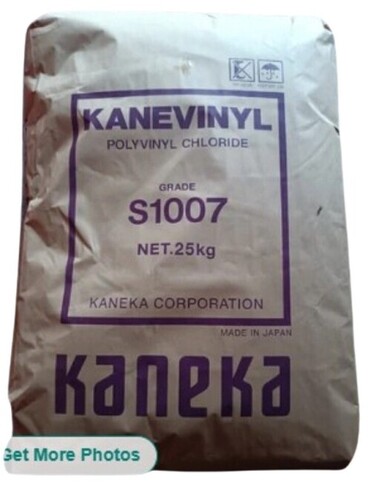 KANEVINYL
POLYVINYL CHLORIDE
GRADE
S1007
NET.25kg
KANEKA CORPORATION
MADE IN JAPAN
kaneka
Get More Photos